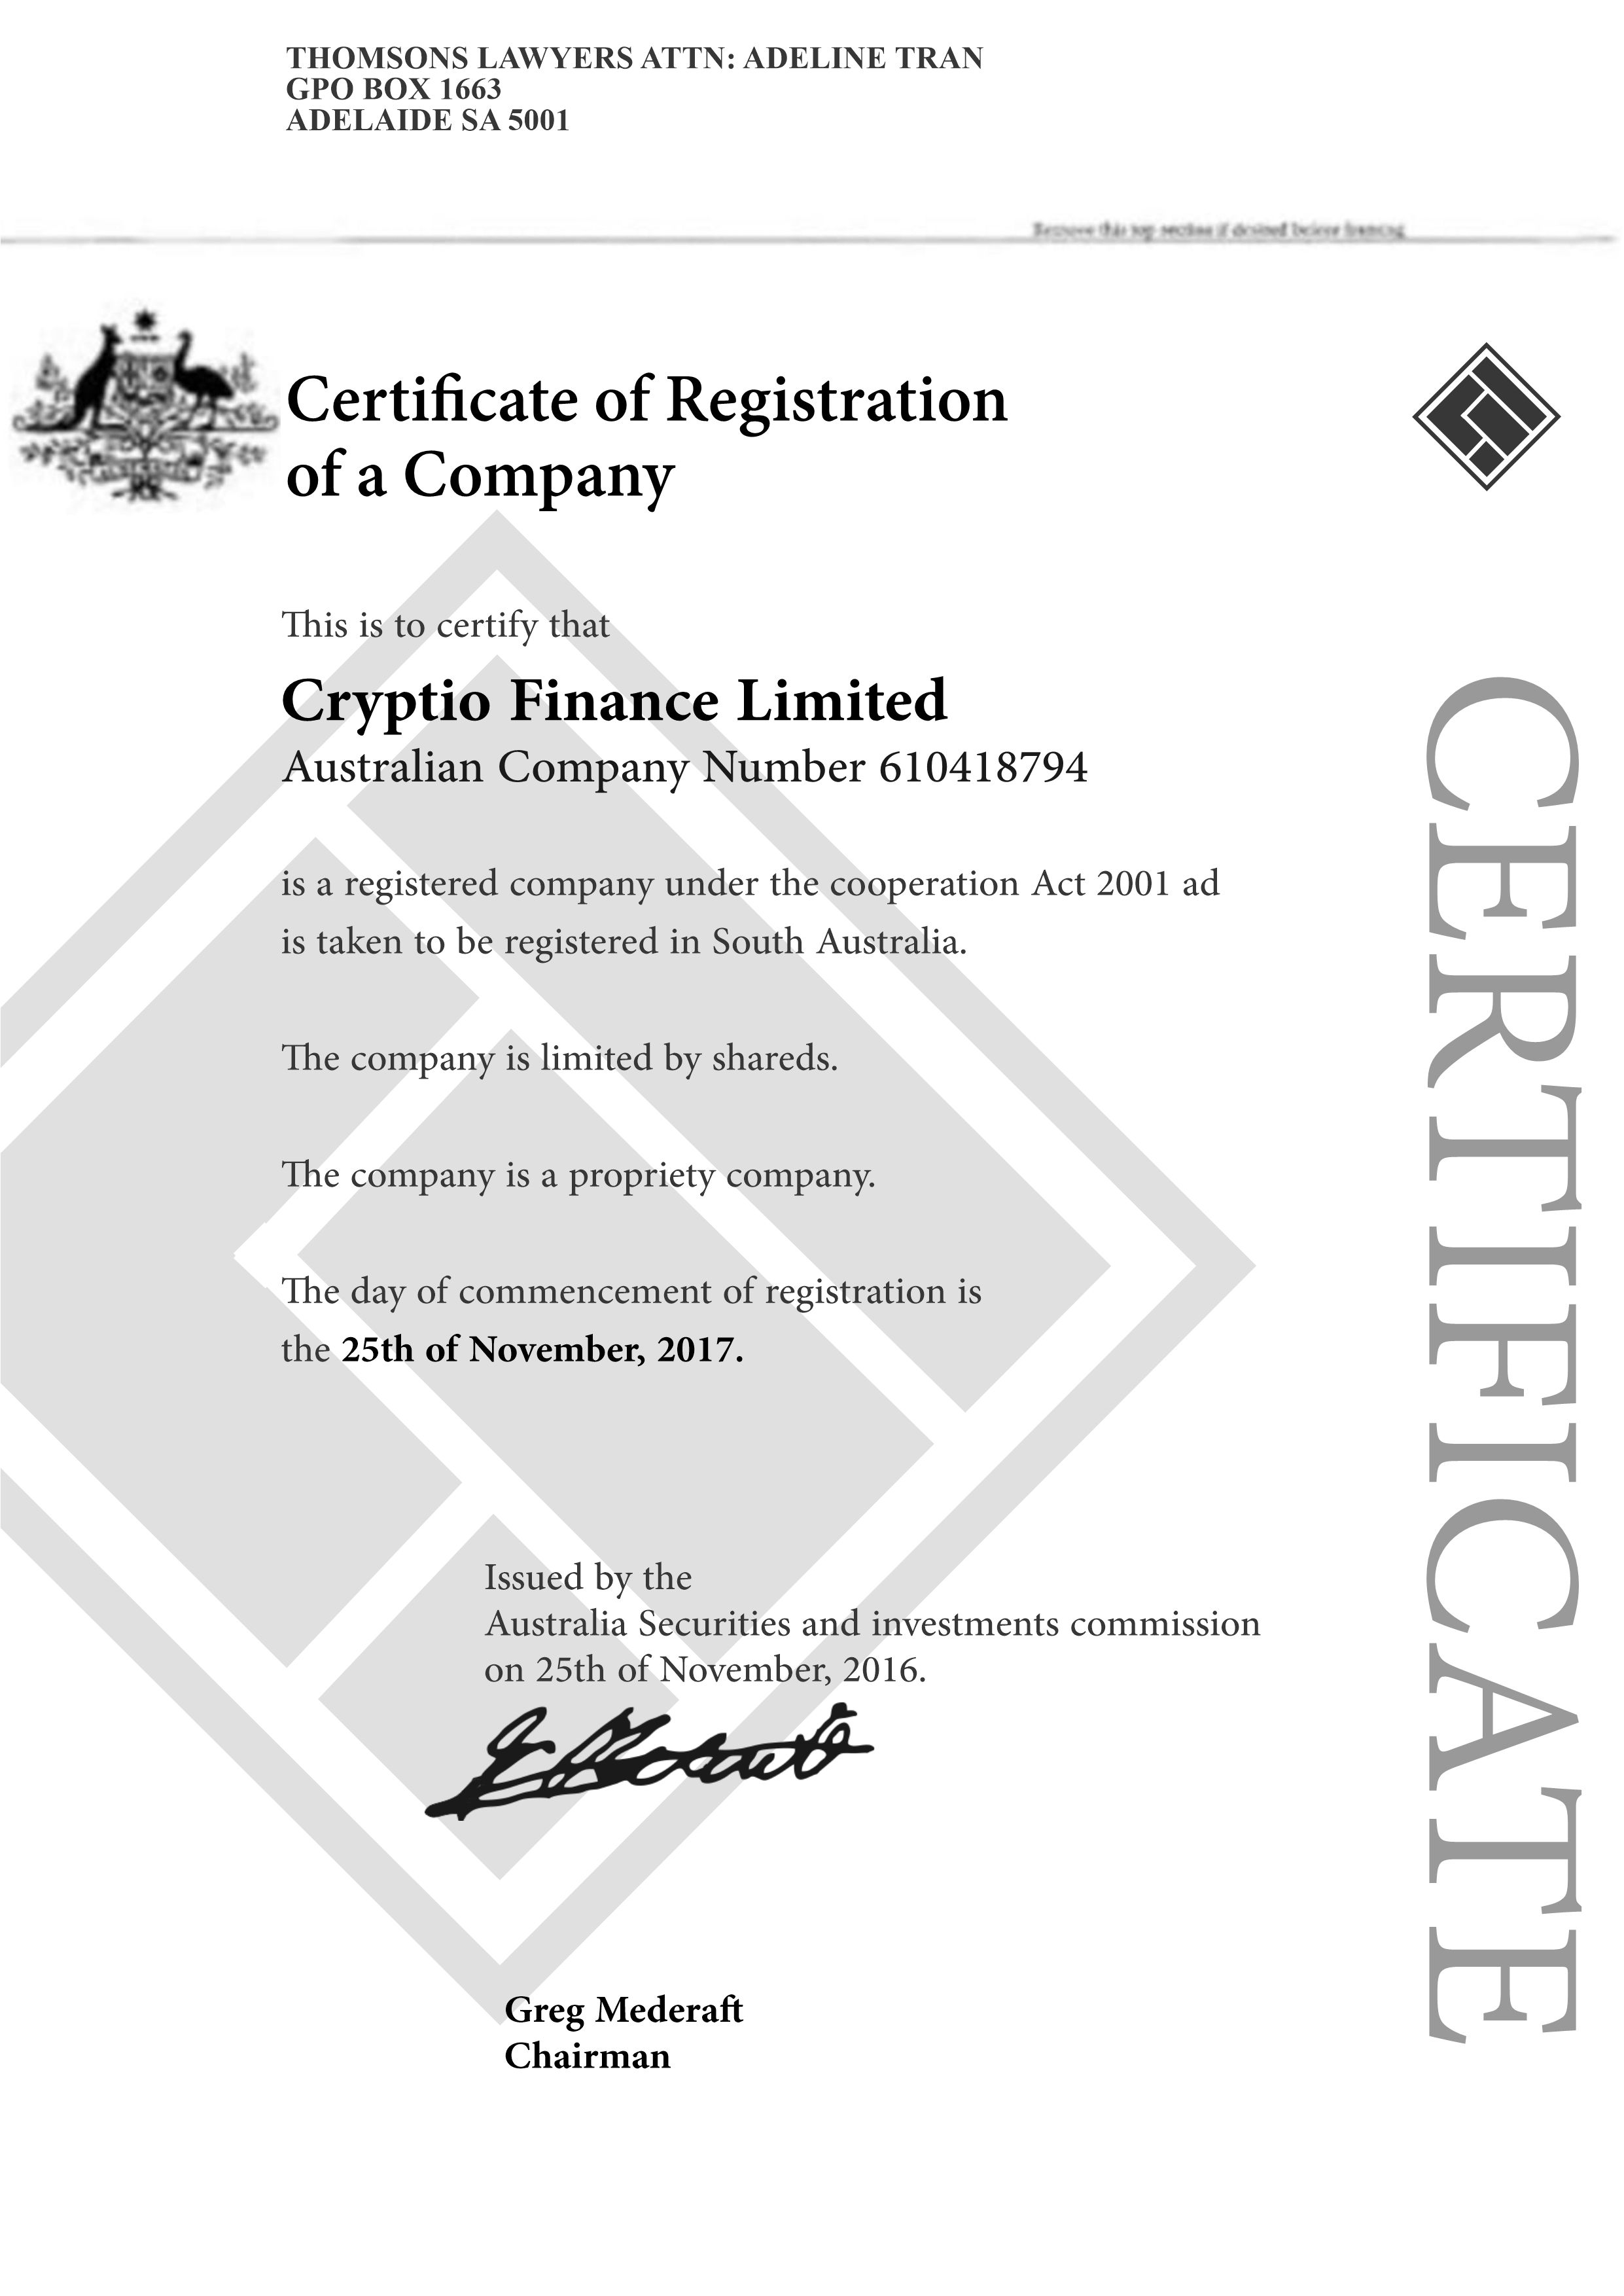 THOMSONS LAWYERS ATTN: ADELINE TRAN
GPO BOX 1663
ADELAIDE SA 5001
Remove this top section if desired before framing
Certificate of Registration
of a Company
This is to certify that
Cryptio Finance Limited
Australian Company Number 610418794
is a registered company under the cooperation Act 2001 ad
is taken to be registered in South Australia.
The company is limited by shareds.
The company is a propriety company.
The day of commencement of registration is
the 25th of November, 2017.
Issued by the
Australia Securities and investments commission
on 25th of November, 2016.
Greg Mederaft
Chairman
CERTIFICATE